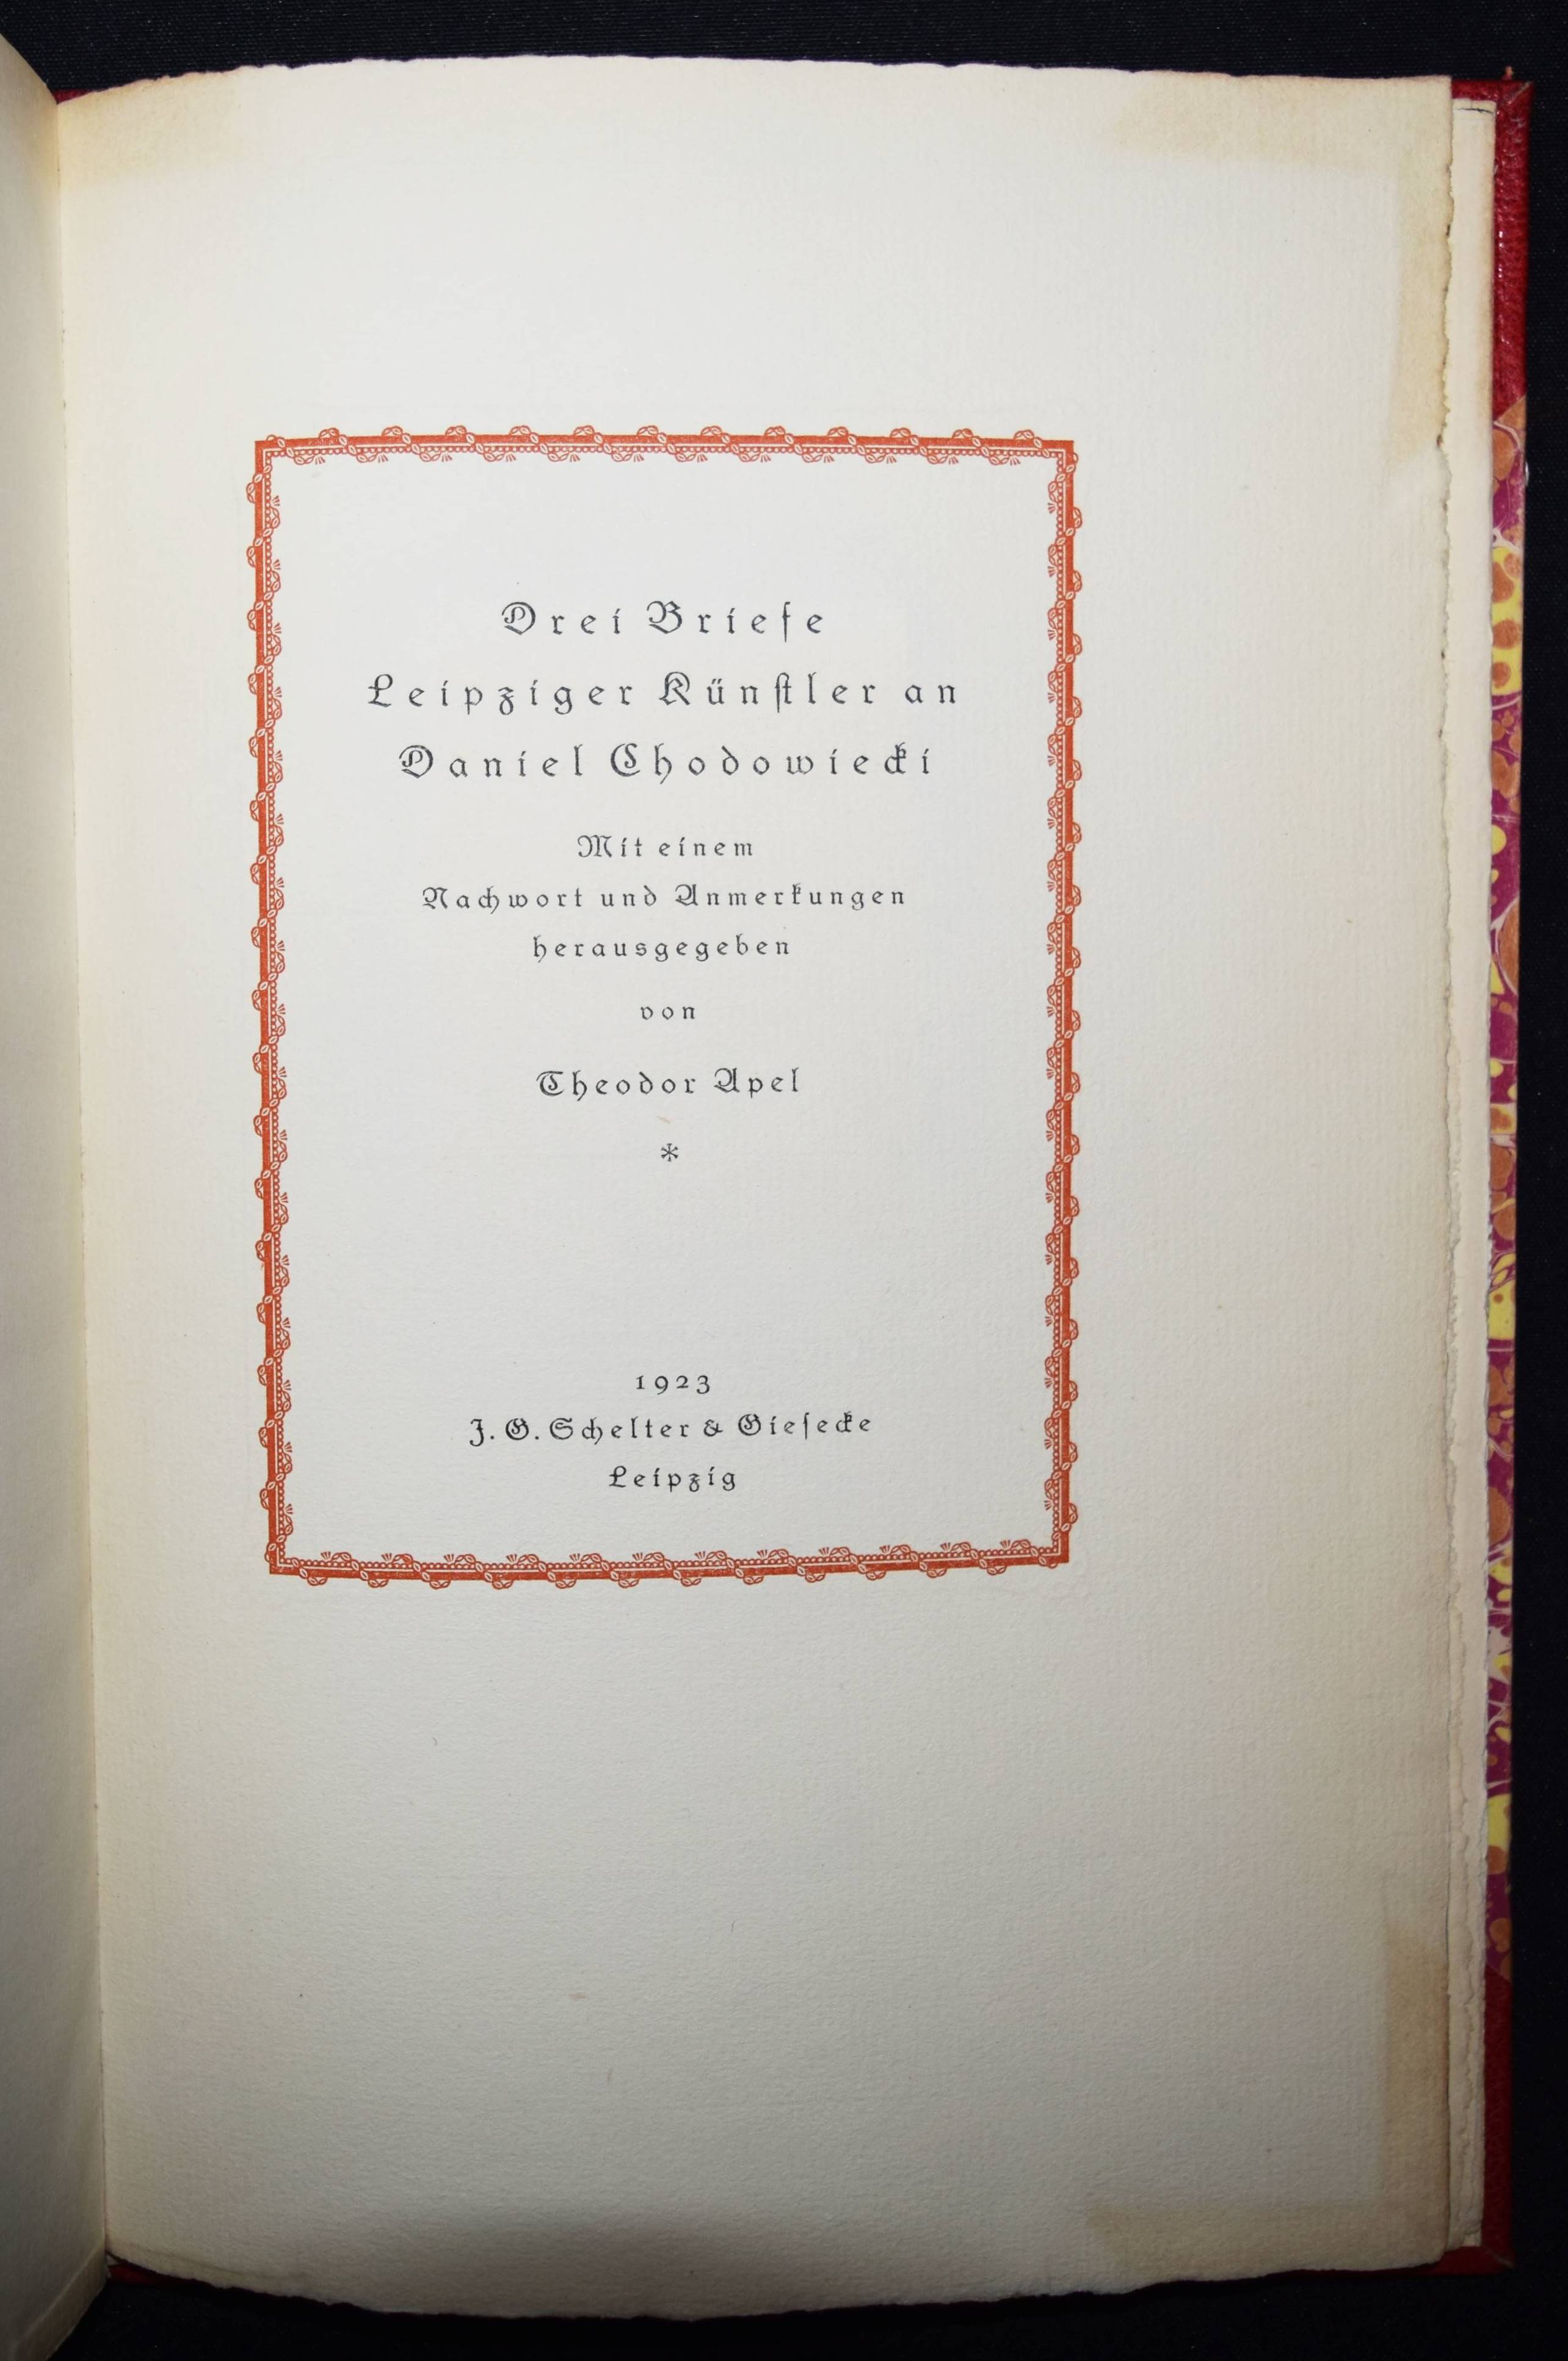 Drei Briefe
Leipziger Künſtler an
Daniel Chodowiecki
Mit einem
Nachwort und Anmerkungen
herausgegeben
von
Theodor Apel
*
1923
J. G. Schelter & Gieſecke
Leipzig